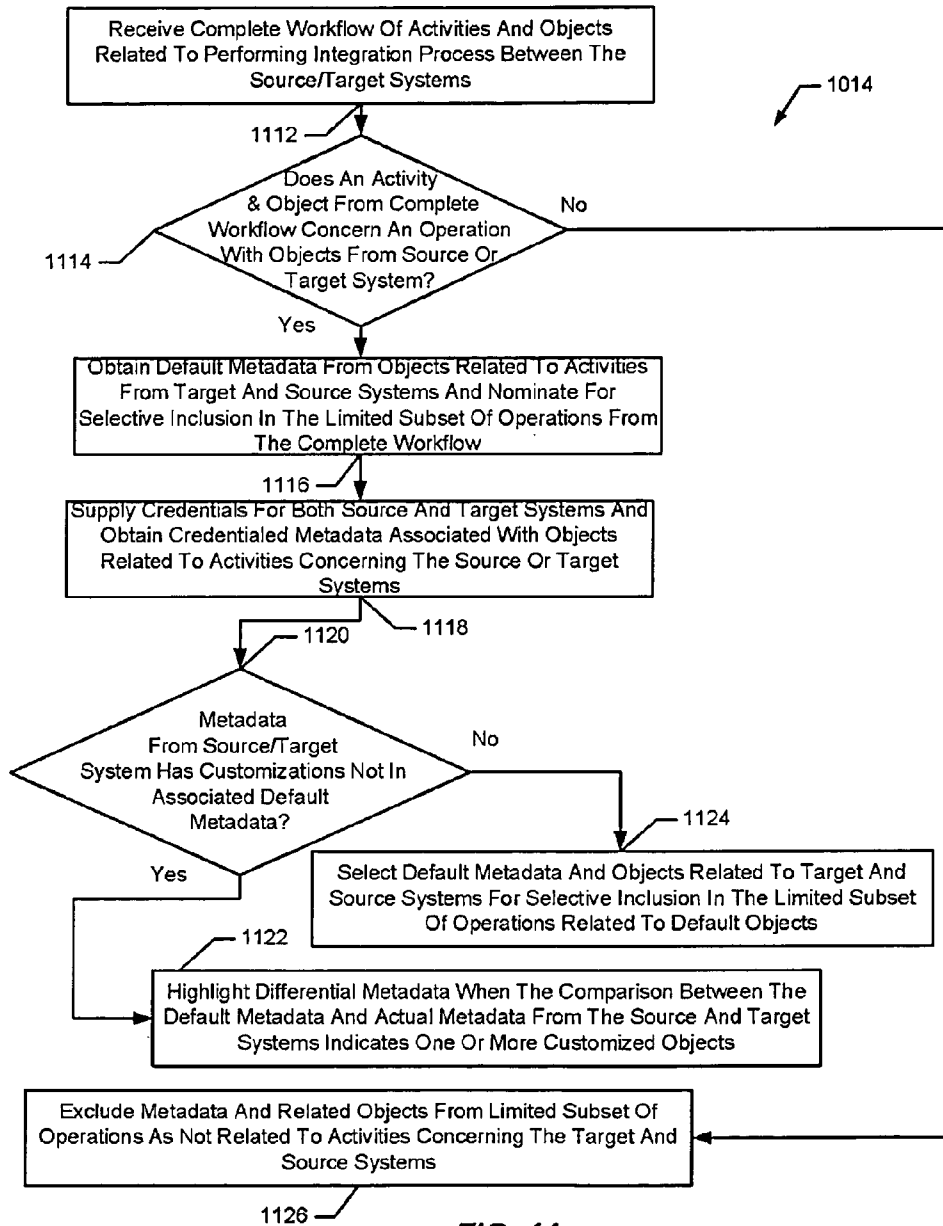 Receive Complete Workflow Of Activities And Objects
Related To Performing Integration Process Between The
Source/Target Systems
1014
1112
Does An Activity
& Object From Complete
Workflow Concern An Operation
With Objects From Source Or
Target System?
No
1114
Yes
Obtain Default Metadata From Objects Related To Activities
From Target And Source Systems And Nominate For
Selective Inclusion In The Limited Subset Of Operations From
The Complete Workflow
1116
Supply Credentials For Both Source And Target Systems And
Obtain Credentialed Metadata Associated With Objects
Related To Activities Concerning The Source Or Target
Systems
1118
1120
Metadata
From Source/Target
System Has Customizations Not In
Associated Default
Metadata?
No
1124
Yes
Select Default Metadata And Objects Related To Target And
Source Systems For Selective Inclusion In The Limited Subset
Of Operations Related To Default Objects
1122
Highlight Differential Metadata When The Comparison Between The
Default Metadata And Actual Metadata From The Source And Target
Systems Indicates One Or More Customized Objects
Exclude Metadata And Related Objects From Limited Subset Of
Operations As Not Related To Activities Concerning The Target And
Source Systems
1126